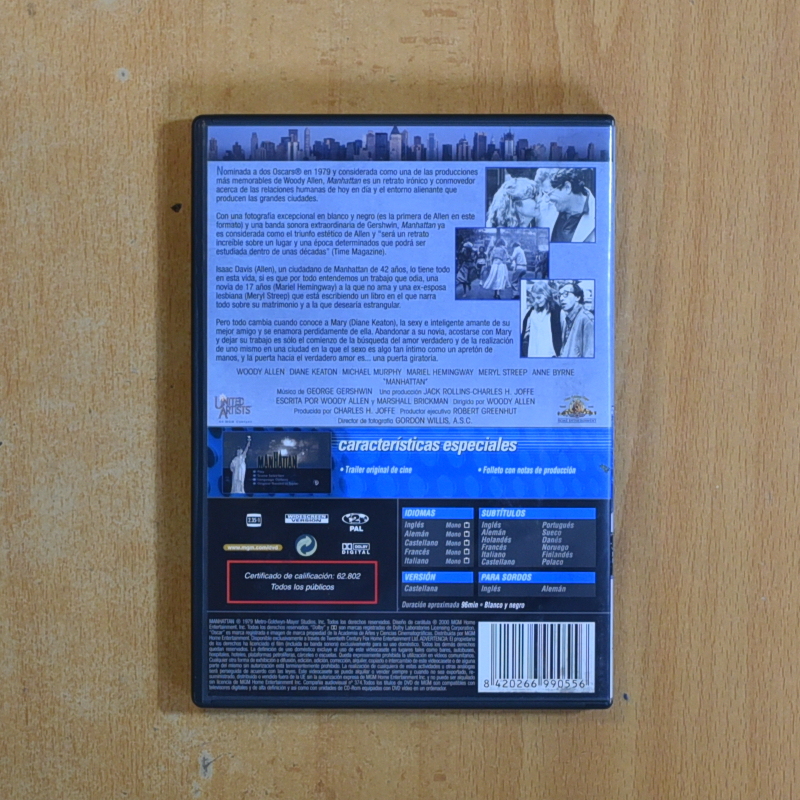 Nominada a dos Oscars® en 1979 y considerada como una de las producciones
más memorables de Woody Allen, Manhattan es un retrato irónico y conmovedor
acerca de las relaciones humanas de hoy en día y el entorno alienante que
producen las grandes ciudades.
Con una fotografía excepcional en blanco y negro (es la primera de Allen en este
formato) y una banda sonora extraordinaria de Gershwin, Manhattan ya
es considerada como el triunfo estético de Allen y "será un retrato
increíble sobre un lugar y una época determinados que podrá ser
estudiada dentro de unas décadas" (Time Magazine).
Isaac Davis (Allen), un ciudadano de Manhattan de 42 años, lo tiene todo
en esta vida, si es que por todo entendemos un trabajo que odia, una
novia de 17 años (Mariel Hemingway) a la que no ama y una ex-esposa
lesbiana (Meryl Streep) que está escribiendo un libro en el que narra
todo sobre su matrimonio y a la que desearía estrangular.
Pero todo cambia cuando conoce a Mary (Diane Keaton), la sexy e inteligente amante de su
mejor amigo y se enamora perdidamente de ella. Abandonar a su novia, acostarse con Mary
y dejar su trabajo es sólo el comienzo de la búsqueda del amor verdadero y de la realización
de uno mismo en una ciudad en la que el sexo es algo tan íntimo como un apretón de
manos, y la puerta hacia el verdadero amor es... una puerta giratoria.
WOODY ALLEN DIANE KEATON MICHAEL MURPHY MARIEL HEMINGWAY MERYL STREEP ANNE BYRNE
"MANHATTAN"
Música de GEORGE GERSHWIN Una producción JACK ROLLINS-CHARLES H. JOFFE
ESCRITA POR WOODY ALLEN y MARSHALL BRICKMAN Dirigida por WOODY ALLEN
Producida por CHARLES H. JOFFE Productor ejecutivo ROBERT GREENHUT
Director de fotografía GORDON WILLIS, A.S.C.
UNITED
ARTISTS
características especiales
MANHATTAN
• Trailer original de cine
• Folleto con notas de producción
2.35:1
WIDESCREEN
VERSION
2
PAL
www.mgm.com/dvd
DOLBY
DIGITAL
Certificado de calificación: 62.802
Todos los públicos
IDIOMAS
Inglés Mono
Alemán Mono
Castellano Mono
Francés Mono
Italiano Mono
SUBTÍTULOS
Inglés Portugués
Alemán Sueco
Holandés Danés
Francés Noruego
Italiano Finlandés
Castellano Polaco
VERSIÓN
Castellana
PARA SORDOS
Inglés Alemán
Duración aproximada 96min • Blanco y negro
8 420266 990556